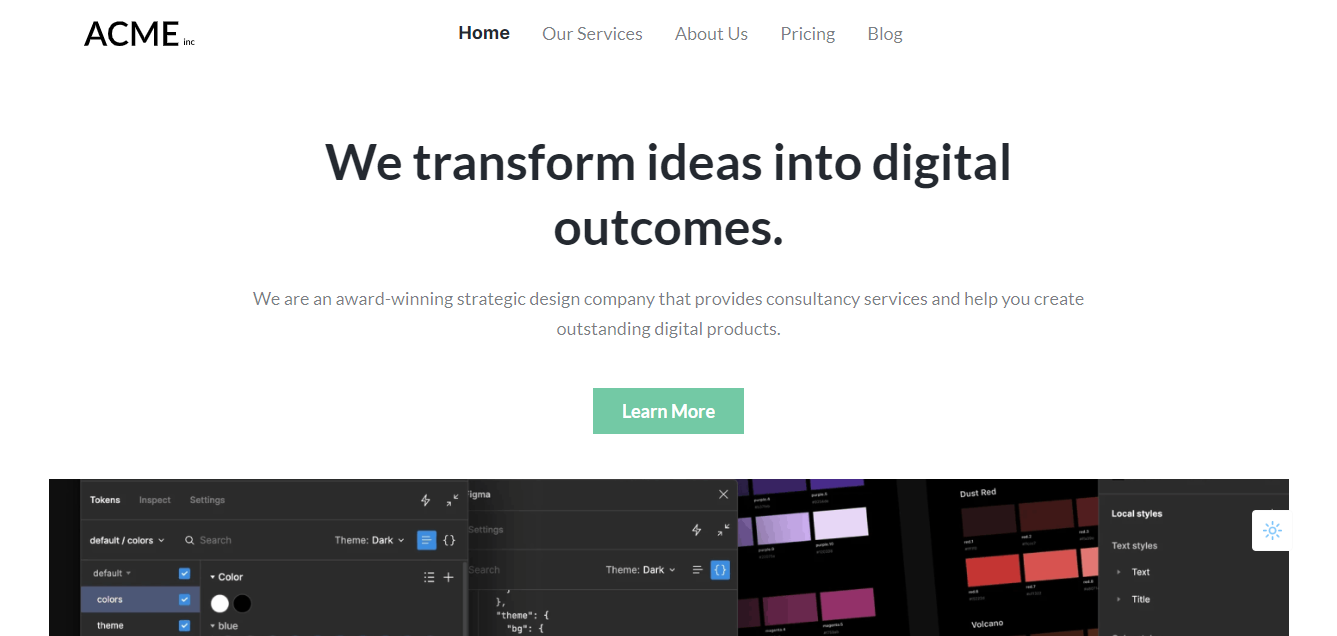 ACME inc
Home Our Services About Us Pricing Blog
We transform ideas into digital
outcomes.
We are an award-winning strategic design company that provides consultancy services and help you create
outstanding digital products.
Learn More
Tokens Inspect Settings
default / colors Search Theme: Dark {}
default
colors
theme
Color
blue
igma
Settings
Search Theme: Dark {}
},
"theme": {
"bg": {
Dust Red
Volcano
Local styles
Text styles
Text
Title